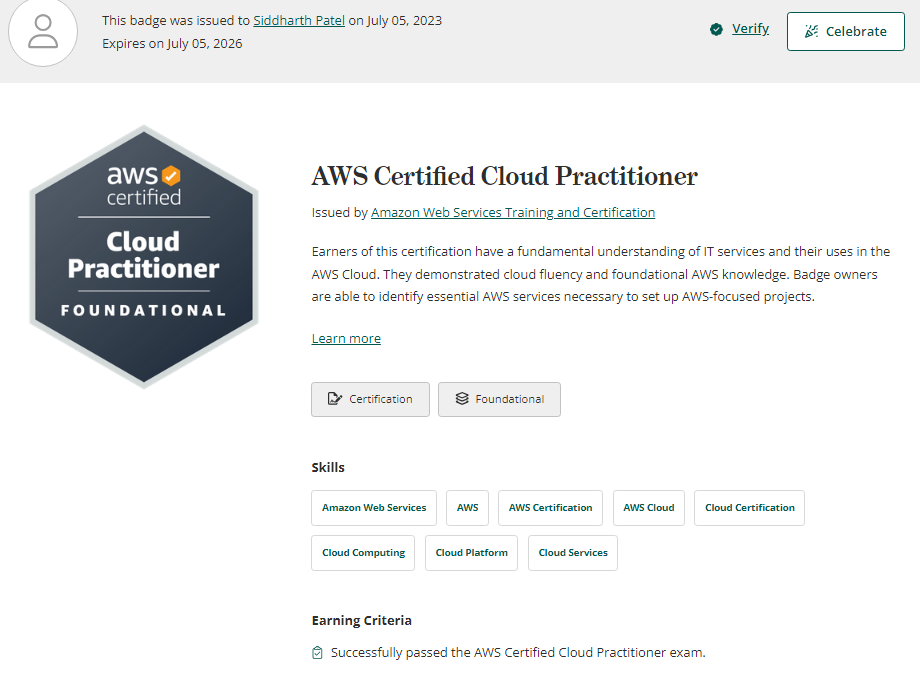 This badge was issued to Siddharth Patel on July 05, 2023
Expires on July 05, 2026
Verify
Celebrate
aws
certified
Cloud
Practitioner
FOUNDATIONAL
AWS Certified Cloud Practitioner
Issued by Amazon Web Services Training and Certification
Earners of this certification have a fundamental understanding of IT services and their uses in the
AWS Cloud. They demonstrated cloud fluency and foundational AWS knowledge. Badge owners
are able to identify essential AWS services necessary to set up AWS-focused projects.
Learn more
Certification Foundational
Skills
Amazon Web Services AWS AWS Certification AWS Cloud Cloud Certification
Cloud Computing Cloud Platform Cloud Services
Earning Criteria
Successfully passed the AWS Certified Cloud Practitioner exam.